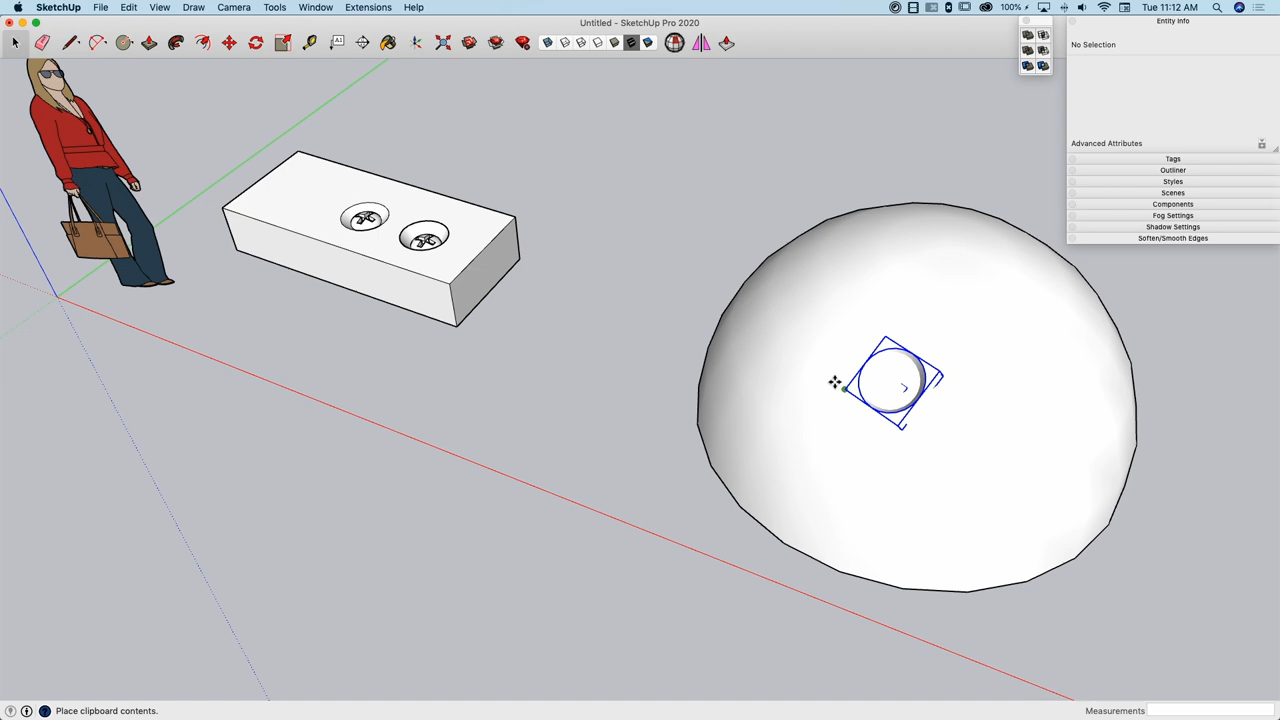 SketchUp File Edit View Draw Camera Tools Window Extensions Help 100% Tue 11:12 AM
Untitled - SketchUp Pro 2020
Entity Info
No Selection
Advanced Attributes
Tags
Outliner
Styles
Scenes
Components
Fog Settings
Shadow Settings
Soften/Smooth Edges
Place clipboard contents.
Measurements